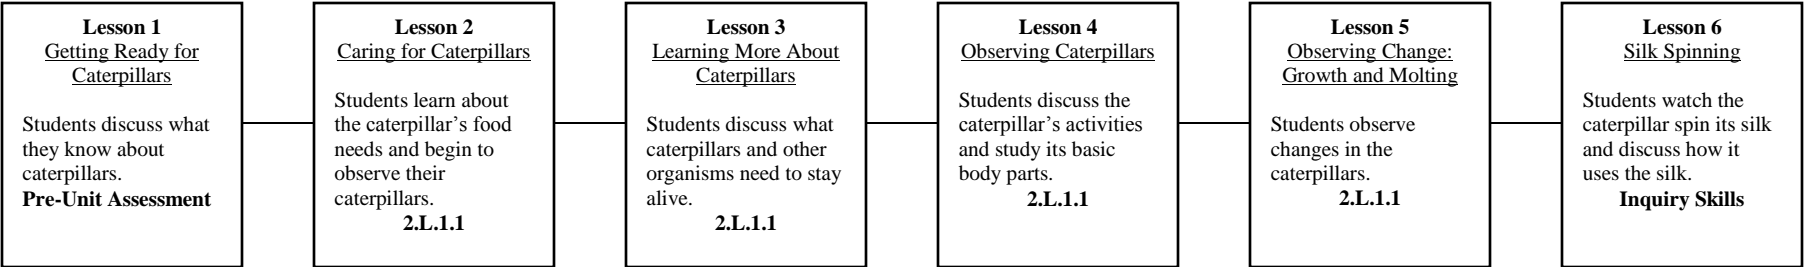 Lesson 1
Getting Ready for
Caterpillars
Students discuss what
they know about
caterpillars.
Pre-Unit Assessment
Lesson 2
Caring for Caterpillars
Students learn about
the caterpillar’s food
needs and begin to
observe their
caterpillars.
2.L.1.1
Lesson 3
Learning More About
Caterpillars
Students discuss what
caterpillars and other
organisms need to stay
alive.
2.L.1.1
Lesson 4
Observing Caterpillars
Students discuss the
caterpillar’s activities
and study its basic
body parts.
2.L.1.1
Lesson 5
Observing Change:
Growth and Molting
Students observe
changes in the
caterpillars.
2.L.1.1
Lesson 6
Silk Spinning
Students watch the
caterpillar spin its silk
and discuss how it
uses the silk.
Inquiry Skills